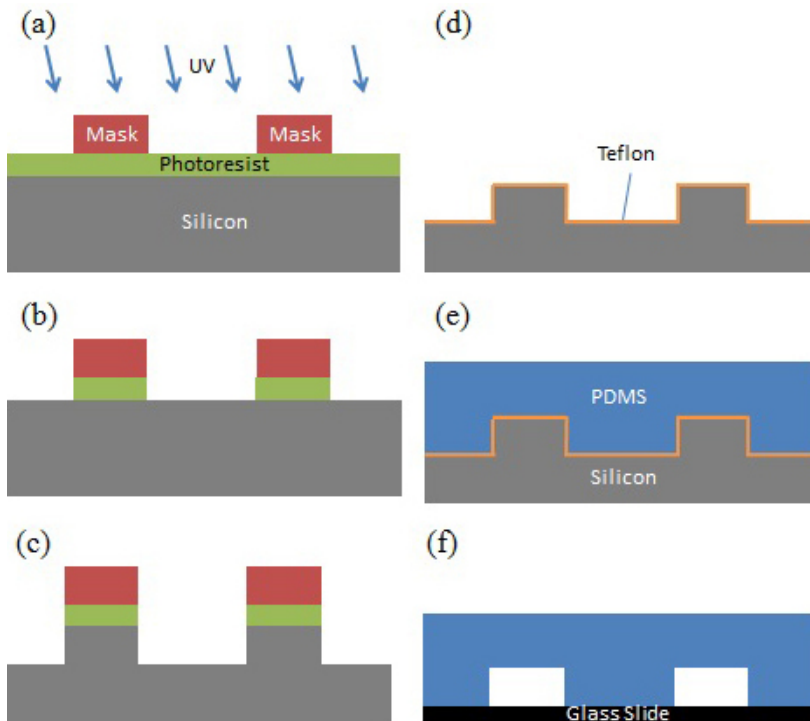 (a)
UV
Mask
Mask
Photoresist
Silicon
(b)
(c)
(d)
Teflon
(e)
PDMS
Silicon
(f)
Glass Slide